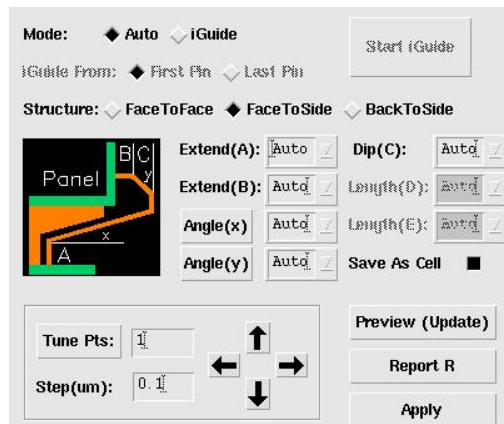 Mode: Auto iGuide
Start iGuide
iGuide From: First Pin Last Pin
Structure: FaceToFace FaceToSide BackToSide
B C
y
Panel
x
A
Extend(A): Auto Dip(C): Auto
Extend(B): Auto Length(D): Auto
Angle(x) Auto Length(E): Auto
Angle(y) Auto Save As Cell
Tune Pts: 1
Step(um): 0.1
Preview (Update)
Report R
Apply